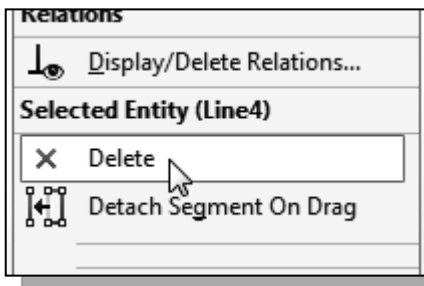 Relations
Display/Delete Relations...
Selected Entity (Line4)
Delete
Detach Segment On Drag